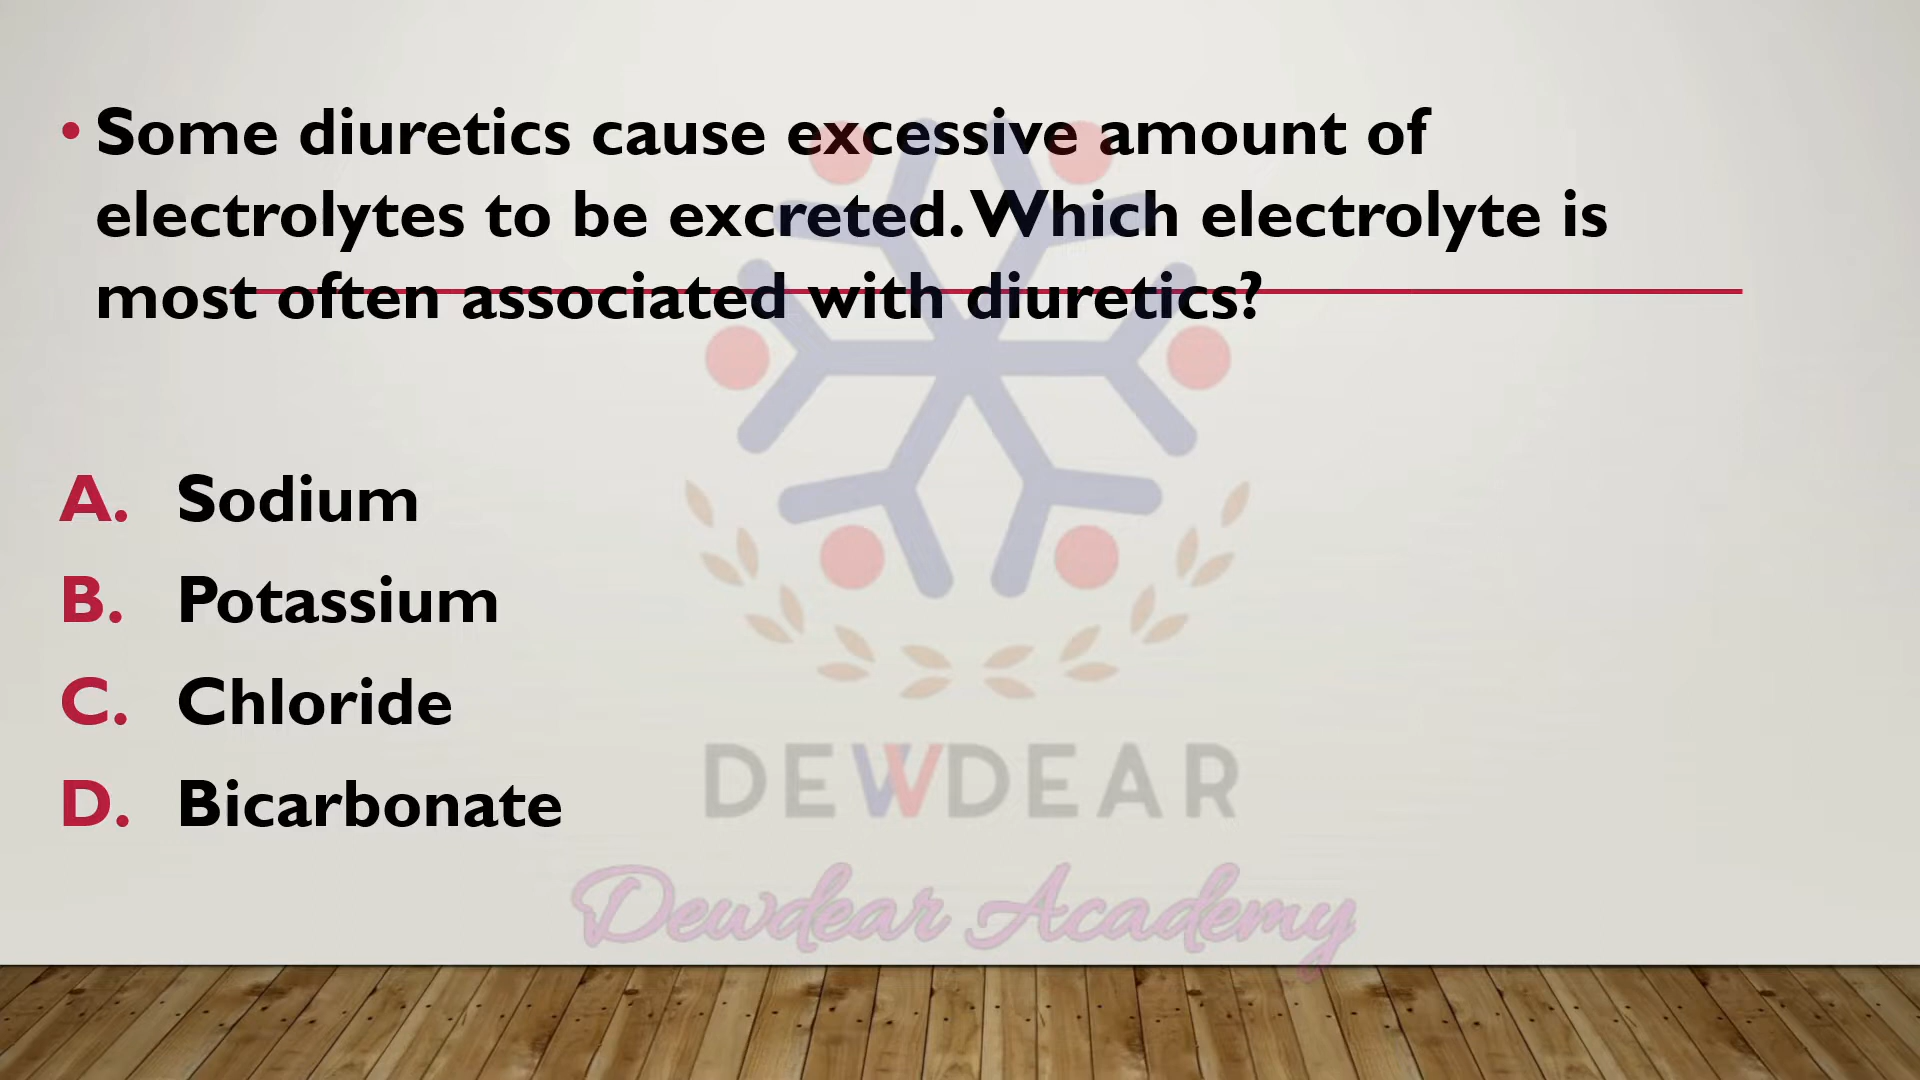 • Some diuretics cause excessive amount of
electrolytes to be excreted. Which electrolyte is
most often associated with diuretics?
A. Sodium
B. Potassium
C. Chloride
D. Bicarbonate
DEWDEAR
Dewdear Academy